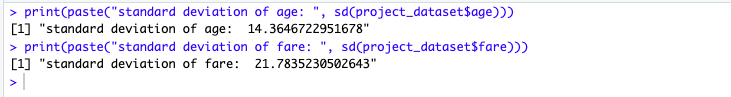 > print(paste("standard deviation of age: ", sd(project_dataset$age)))
[1] "standard deviation of age:  14.3646722951678"
> print(paste("standard deviation of fare: ", sd(project_dataset$fare)))
[1] "standard deviation of fare:  21.7835230502643"
>